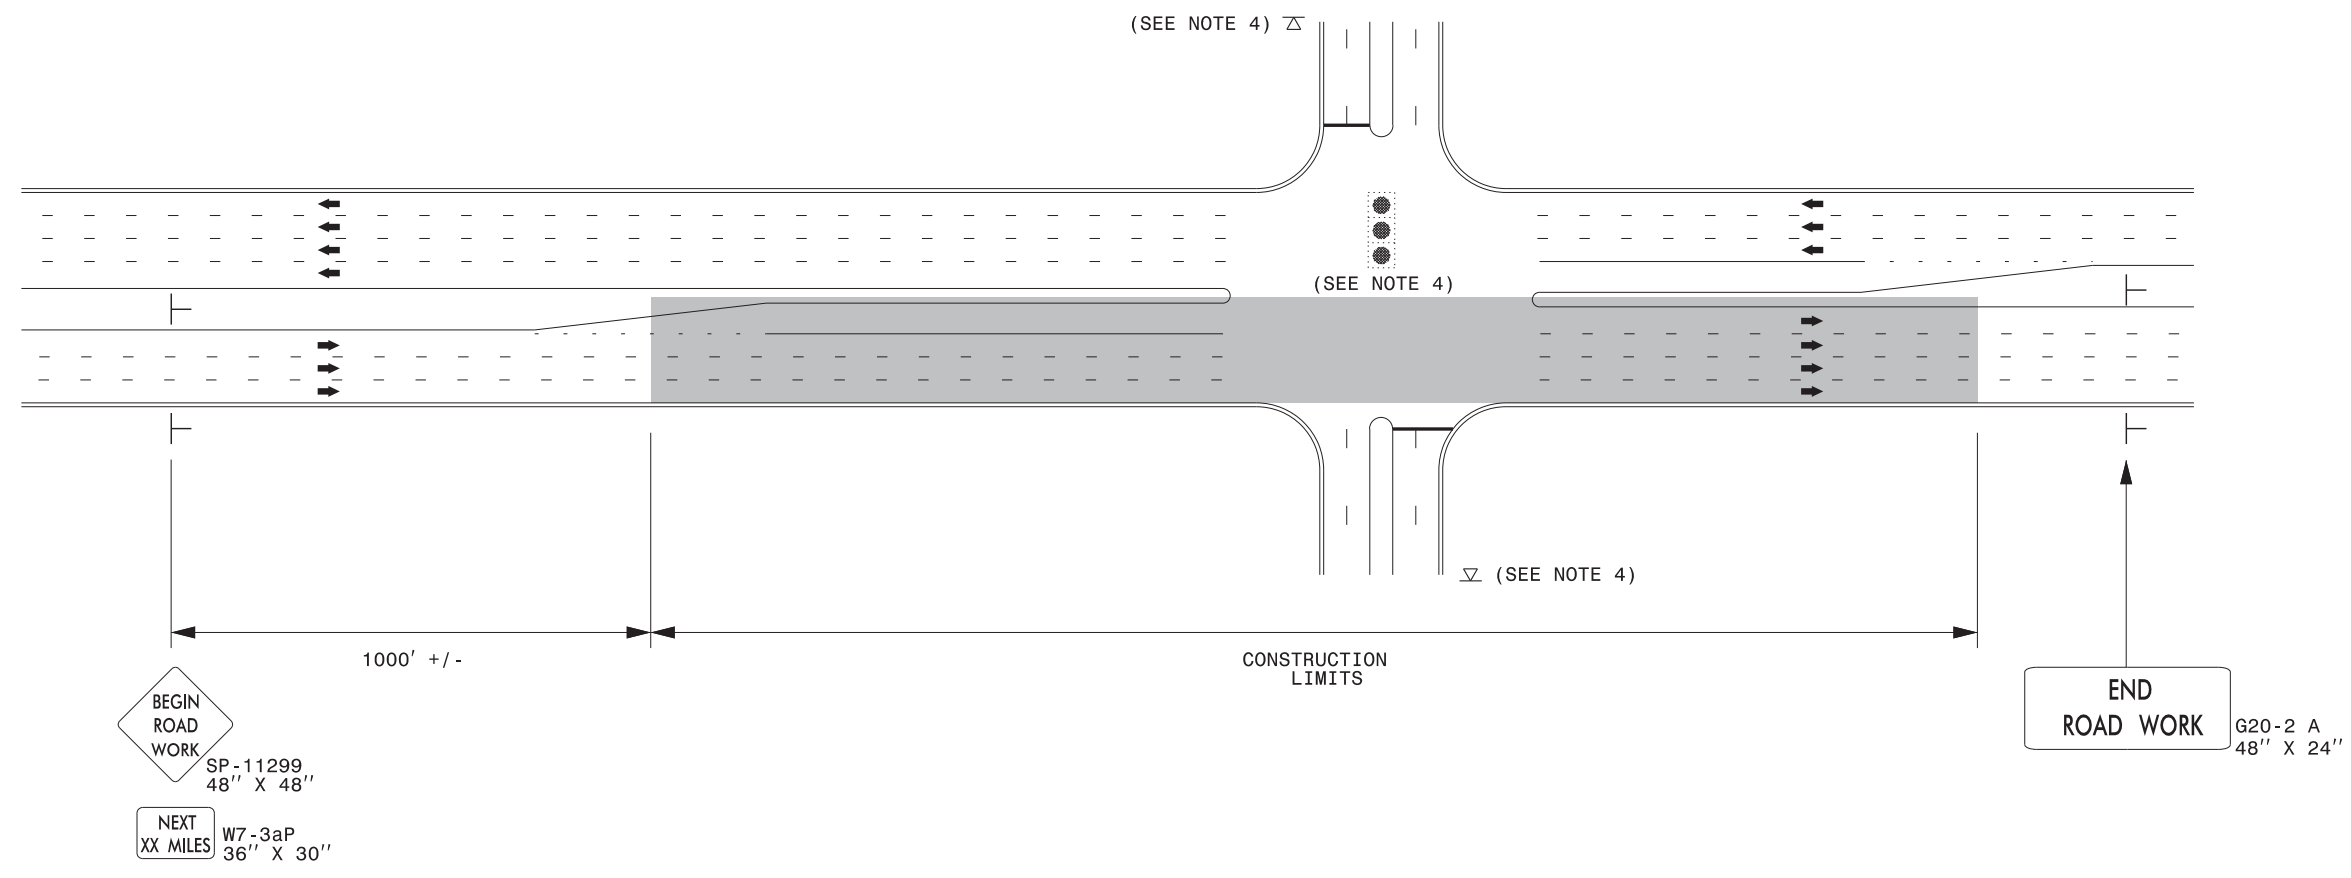 (SEE NOTE 4)
(SEE NOTE 4)
(SEE NOTE 4)
1000' +/-
CONSTRUCTION
LIMITS
BEGIN
ROAD
WORK
SP-11299
48'' X 48''
NEXT
XX MILES
W7-3aP
36'' X 30''
END
ROAD WORK
G20-2 A
48'' X 24''